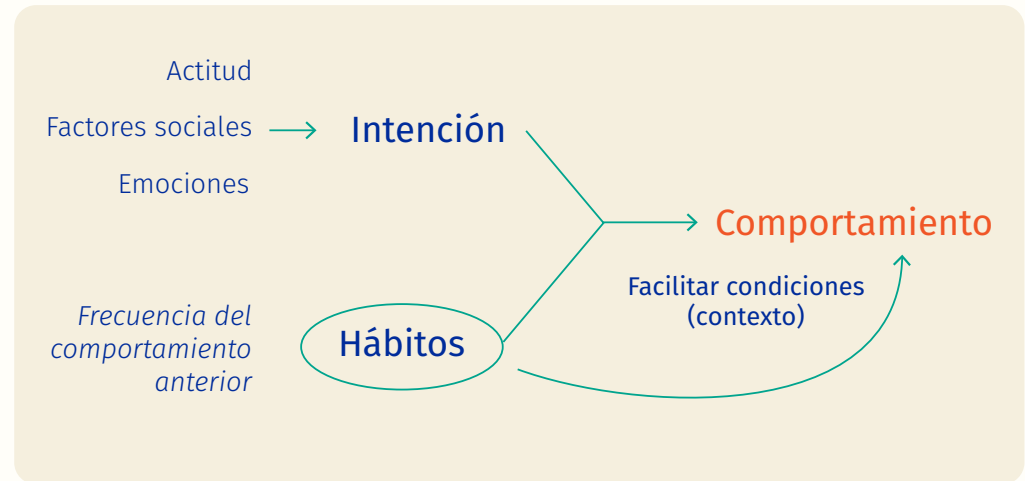 Actitud
Factores sociales
Emociones
Intención
Comportamiento
Facilitar condiciones
(contexto)
Frecuencia del
comportamiento
anterior
Hábitos